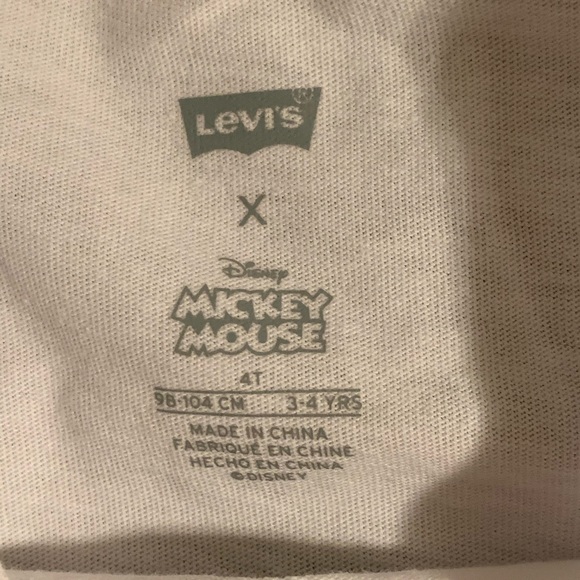 Levi's®
X
Disney
MICKEY
MOUSE
4T
98-104 CM 3-4 YRS
MADE IN CHINA
FABRIQUÉ EN CHINE
HECHO EN CHINA
©DISNEY